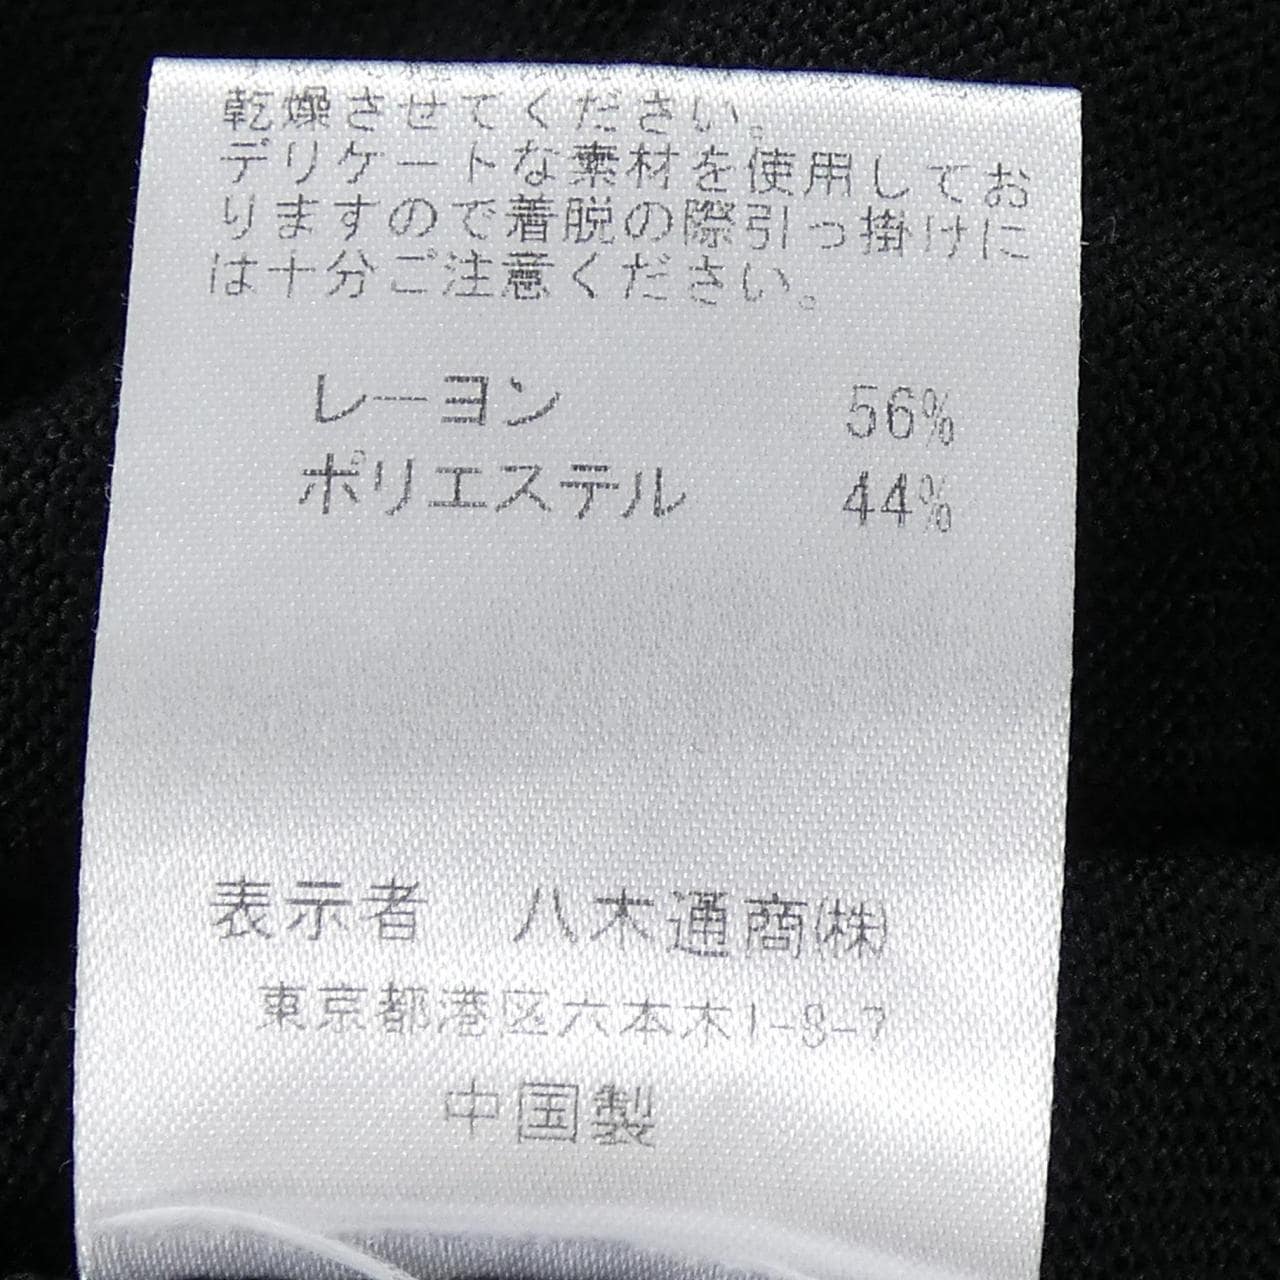 乾燥させてください。
デリケートな素材を使用してお
りますので着脱の際引っ掛けに
は十分ご注意ください。
レーヨン 56%
ポリエステル 44%
表示者 八木通商㈱
東京都港区六本木1-8-7
中国製